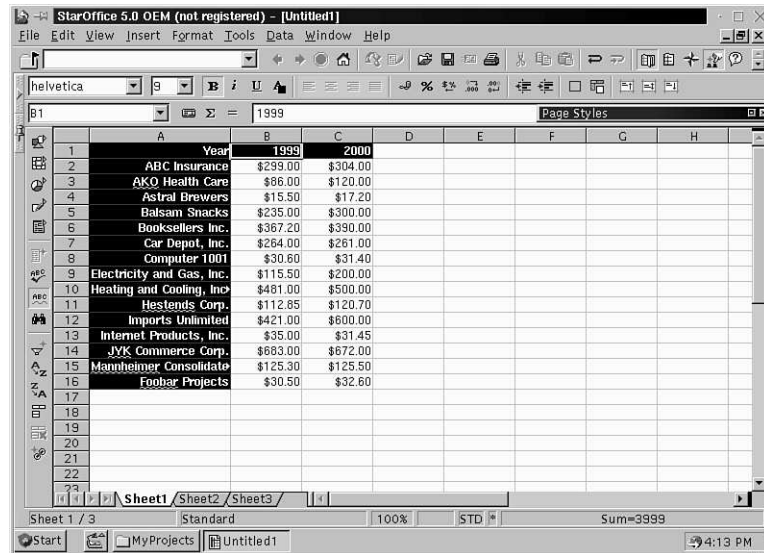 StarOffice 5.0 OEM (not registered) - [Untitled1]
File Edit View Insert Format Tools Data Window Help
helvetica 9 B i U A
B1 Σ = 1999 Page Styles
A B C D E F G H
1 Year 1999 2000
2 ABC Insurance $299.00 $304.00
3 AKO Health Care $86.00 $120.00
4 Astral Brewers $15.50 $17.20
5 Balsam Snacks $235.00 $300.00
6 Booksellers Inc. $367.20 $390.00
7 Car Depot, Inc. $264.00 $261.00
8 Computer 1001 $30.60 $31.40
9 Electricity and Gas, Inc. $115.50 $200.00
10 Heating and Cooling, Inc $481.00 $500.00
11 Hestends Corp. $112.85 $120.70
12 Imports Unlimited $421.00 $600.00
13 Internet Products, Inc. $35.00 $31.45
14 JYK Commerce Corp. $683.00 $672.00
15 Mannheimer Consolidate $125.30 $125.50
16 Foobar Projects $30.50 $32.60
17
18
19
20
21
22
23
Sheet1 Sheet2 Sheet3
Sheet 1 / 3 Standard 100% STD * Sum=3999
Start MyProjects Untitled1 4:13 PM